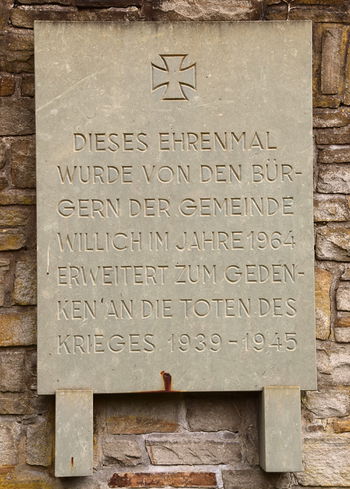 DIESES EHRENMAL
WURDE VON DEN BÜR-
GERN DER GEMEINDE
WILLICH IM JAHRE 1964
ERWEITERT ZUM GEDEN-
KEN AN DIE TOTEN DES
KRIEGES 1939-1945